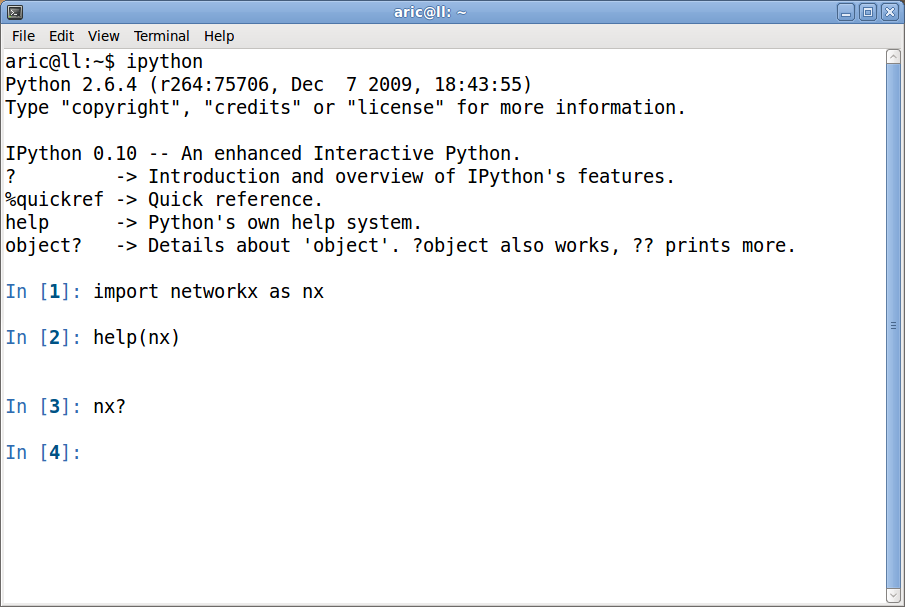 aric@ll: ~
File Edit View Terminal Help
aric@ll:~$ ipython
Python 2.6.4 (r264:75706, Dec  7 2009, 18:43:55)
Type "copyright", "credits" or "license" for more information.
IPython 0.10 -- An enhanced Interactive Python.
?         -> Introduction and overview of IPython's features.
%quickref -> Quick reference.
help      -> Python's own help system.
object?   -> Details about 'object'. ?object also works, ?? prints more.
In [1]: import networkx as nx
In [2]: help(nx)
In [3]: nx?
In [4]: